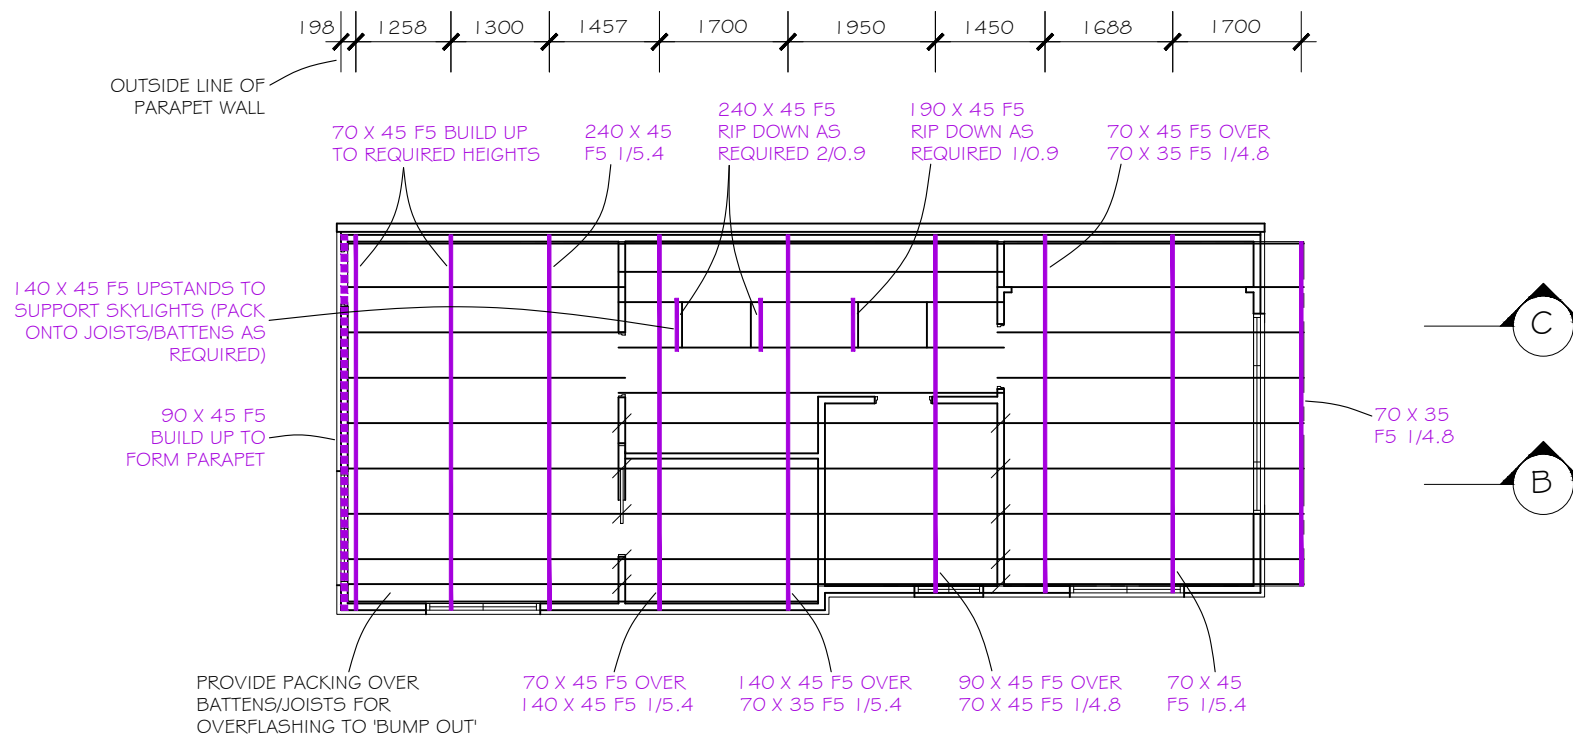 198 1258 1300 1457 1700 1950 1450 1688 1700
OUTSIDE LINE OF
PARAPET WALL
70 X 45 F5 BUILD UP
TO REQUIRED HEIGHTS
240 X 45
F5 1/5.4
240 X 45 F5
RIP DOWN AS
REQUIRED 2/0.9
190 X 45 F5
RIP DOWN AS
REQUIRED 1/0.9
70 X 45 F5 OVER
70 X 35 F5 1/4.8
140 X 45 F5 UPSTANDS TO
SUPPORT SKYLIGHTS (PACK
ONTO JOISTS/BATTENS AS
REQUIRED)
90 X 45 F5
BUILD UP TO
FORM PARAPET
C
70 X 35
F5 1/4.8
B
PROVIDE PACKING OVER
BATTENS/JOISTS FOR
OVERFLASHING TO 'BUMP OUT'
70 X 45 F5 OVER
140 X 45 F5 1/5.4
140 X 45 F5 OVER
70 X 35 F5 1/5.4
90 X 45 F5 OVER
70 X 45 F5 1/4.8
70 X 45
F5 1/5.4